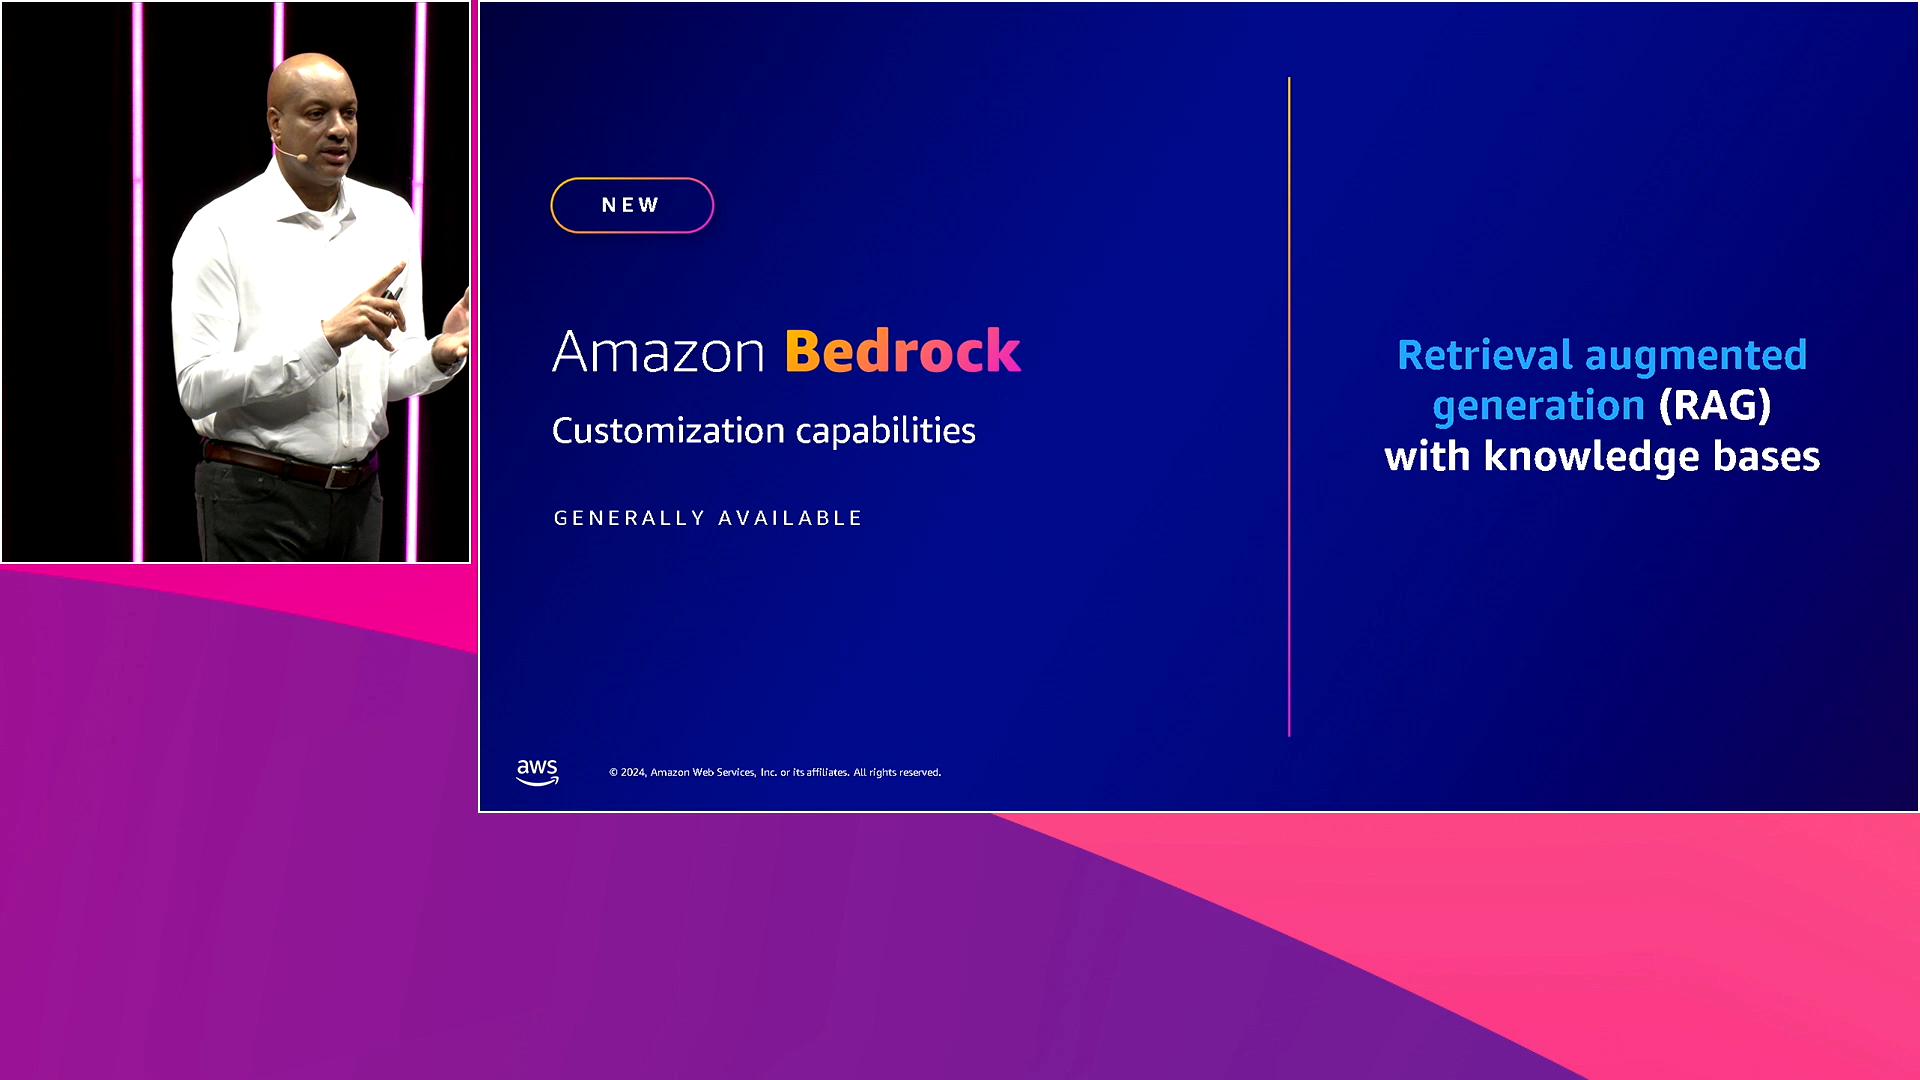 NEW
Amazon Bedrock
Customization capabilities
GENERALLY AVAILABLE
Retrieval augmented
generation (RAG)
with knowledge bases
aws
© 2024, Amazon Web Services, Inc. or its affiliates. All rights reserved.